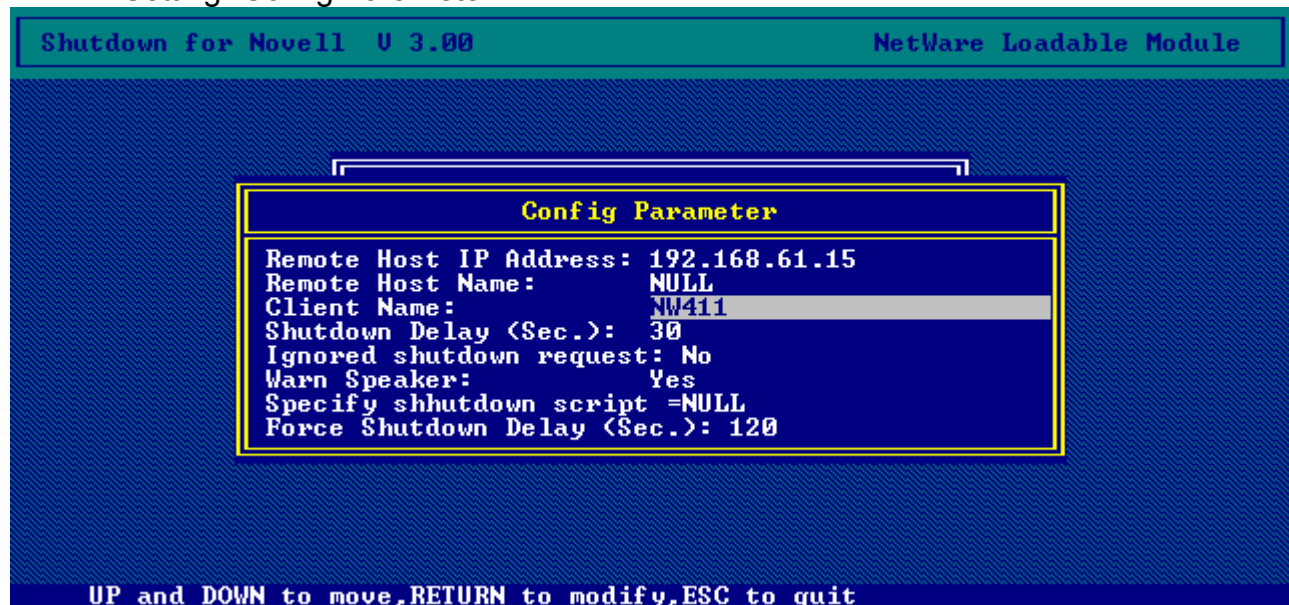 Shutdown for Novell V 3.00 NetWare Loadable Module
Config Parameter
Remote Host IP Address: 192.168.61.15
Remote Host Name: NULL
Client Name: NW411
Shutdown Delay (Sec.): 30
Ignored shutdown request: No
Warn Speaker: Yes
Specify shhutdown script =NULL
Force Shutdown Delay (Sec.): 120
UP and DOWN to move,RETURN to modify,ESC to quit